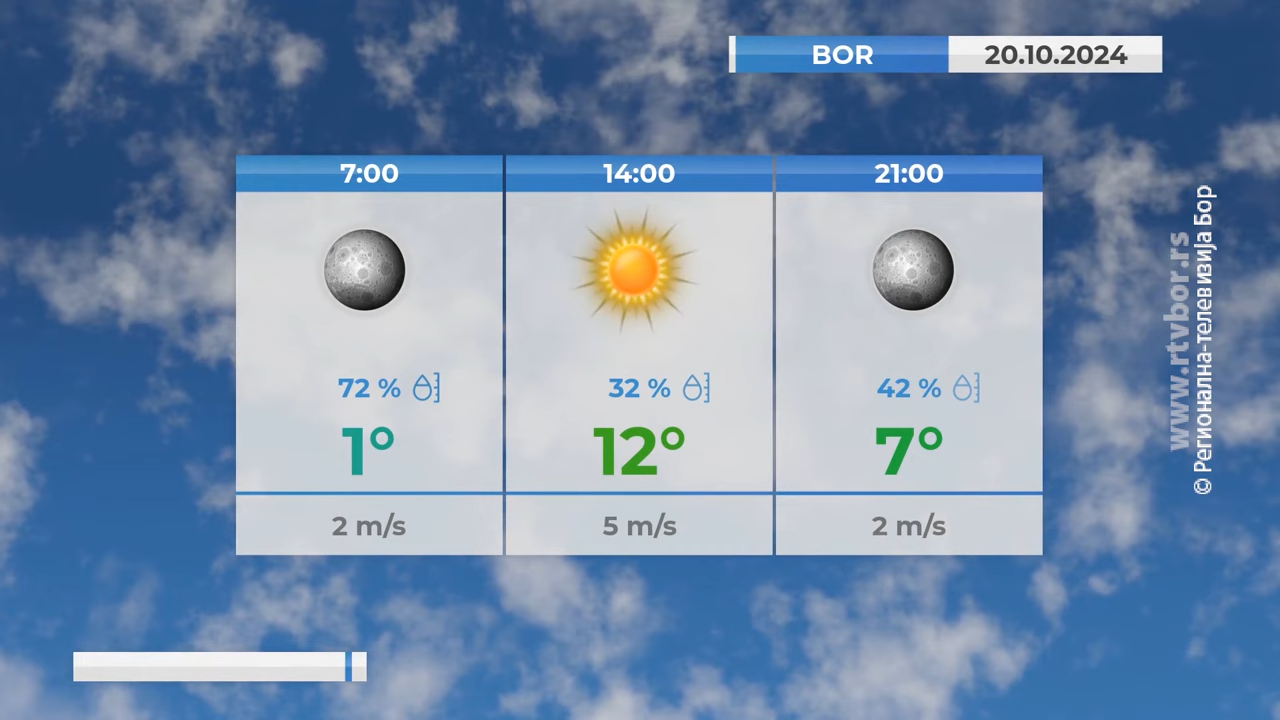 BOR 20.10.2024
7:00 14:00 21:00
72 % 32 % 42 %
1° 12° 7°
2 m/s 5 m/s 2 m/s
www.rtvbor.rs
© Регионална-телевизија Бор